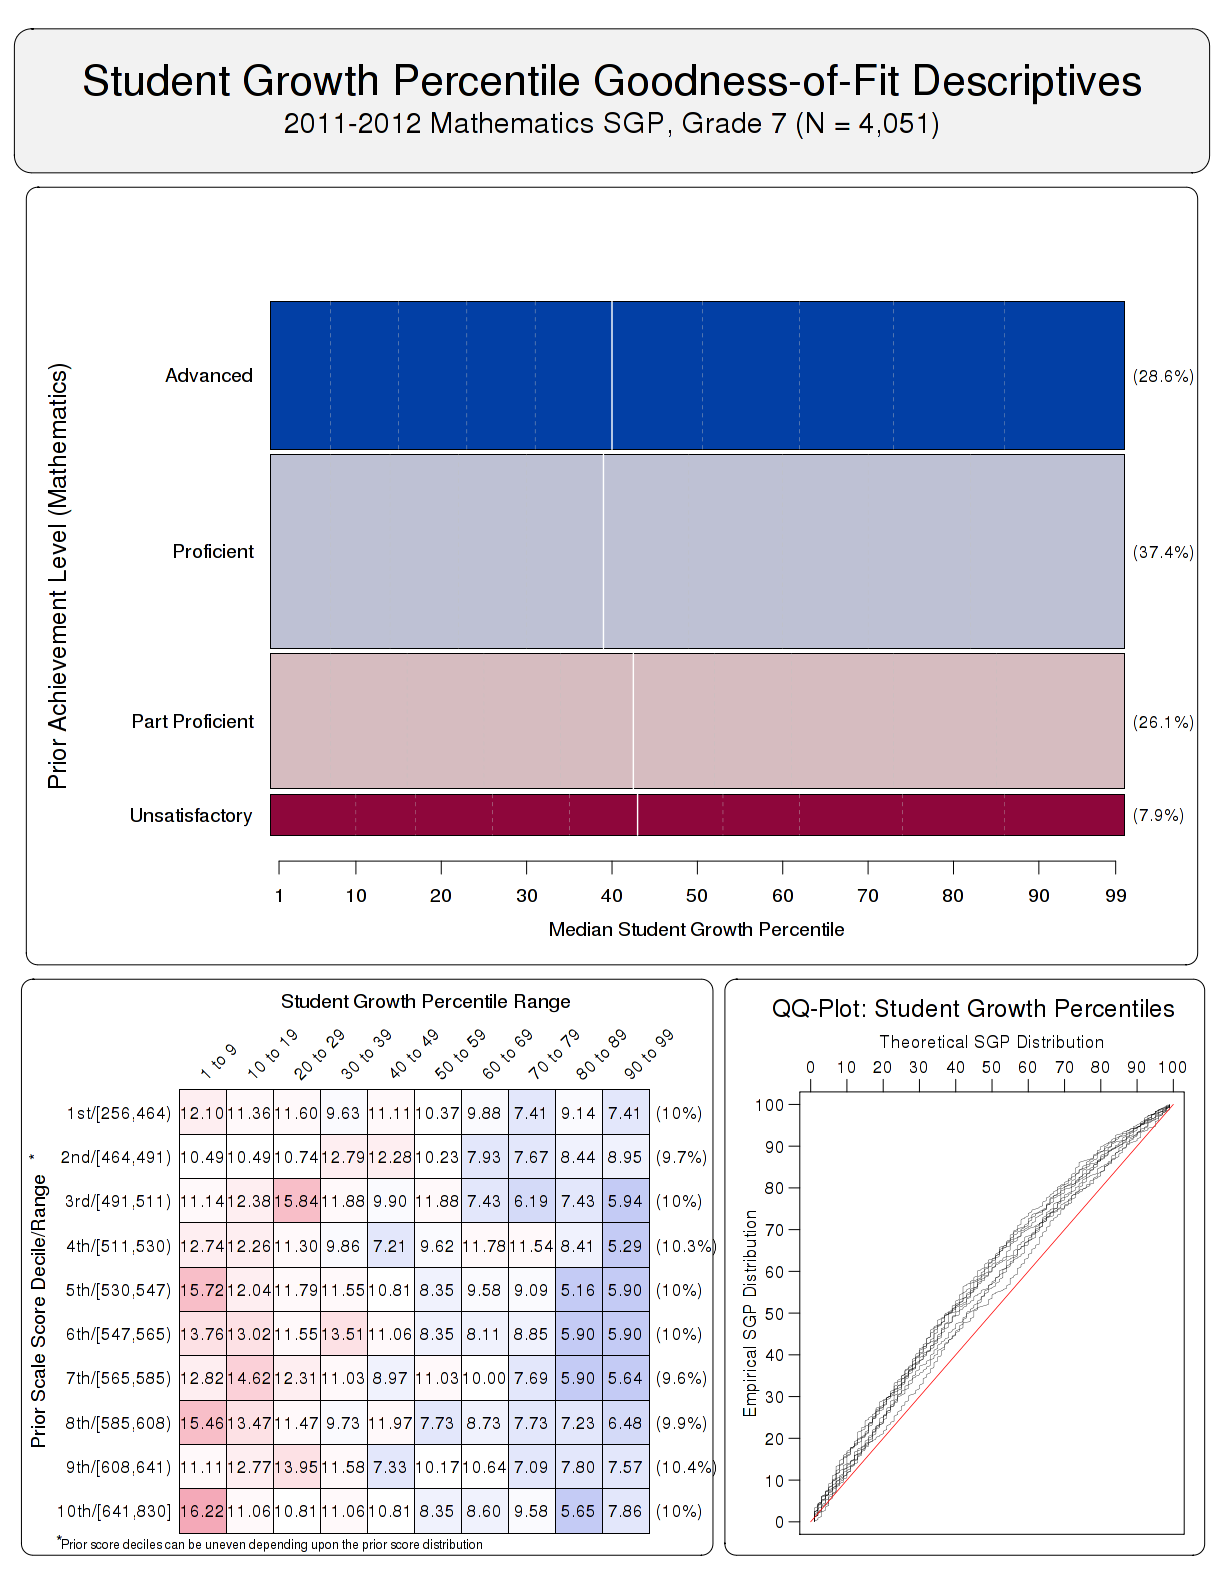 Student Growth Percentile Goodness-of-Fit Descriptives
2011-2012 Mathematics SGP, Grade 7 (N = 4,051)
Prior Achievement Level (Mathematics)
Advanced (28.6%)
Proficient (37.4%)
Part Proficient (26.1%)
Unsatisfactory (7.9%)
1 10 20 30 40 50 60 70 80 90 99
Median Student Growth Percentile
Student Growth Percentile Range
1 to 9 10 to 19 20 to 29 30 to 39 40 to 49 50 to 59 60 to 69 70 to 79 80 to 89 90 to 99
Prior Scale Score Decile/Range *
1st/[256,464) 12.10 11.36 11.60 9.63 11.11 10.37 9.88 7.41 9.14 7.41 (10%)
2nd/[464,491) 10.49 10.49 10.74 12.79 12.28 10.23 7.93 7.67 8.44 8.95 (9.7%)
3rd/[491,511) 11.14 12.38 15.84 11.88 9.90 11.88 7.43 6.19 7.43 5.94 (10%)
4th/[511,530) 12.74 12.26 11.30 9.86 7.21 9.62 11.78 11.54 8.41 5.29 (10.3%)
5th/[530,547) 15.72 12.04 11.79 11.55 10.81 8.35 9.58 9.09 5.16 5.90 (10%)
6th/[547,565) 13.76 13.02 11.55 13.51 11.06 8.35 8.11 8.85 5.90 5.90 (10%)
7th/[565,585) 12.82 14.62 12.31 11.03 8.97 11.03 10.00 7.69 5.90 5.64 (9.6%)
8th/[585,608) 15.46 13.47 11.47 9.73 11.97 7.73 8.73 7.73 7.23 6.48 (9.9%)
9th/[608,641) 11.11 12.77 13.95 11.58 7.33 10.17 10.64 7.09 7.80 7.57 (10.4%)
10th/[641,830] 16.22 11.06 10.81 11.06 10.81 8.35 8.60 9.58 5.65 7.86 (10%)
*Prior score deciles can be uneven depending upon the prior score distribution
QQ-Plot: Student Growth Percentiles
Theoretical SGP Distribution
0 10 20 30 40 50 60 70 80 90 100
Empirical SGP Distribution
100
90
80
70
60
50
40
30
20
10
0